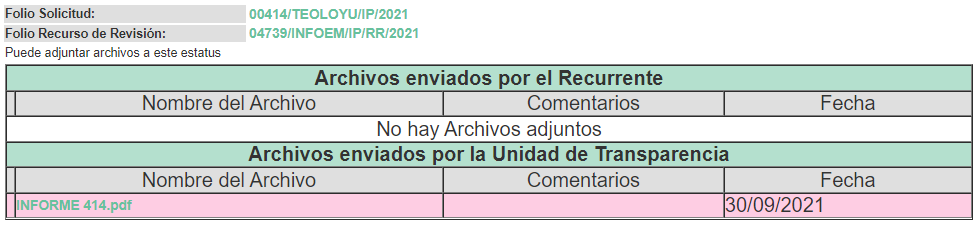 Folio Solicitud: 00414/TEOLOYU/IP/2021
Folio Recurso de Revisión: 04739/INFOEM/IP/RR/2021
Puede adjuntar archivos a este estatus
Archivos enviados por el Recurrente
Nombre del Archivo Comentarios Fecha
No hay Archivos adjuntos
Archivos enviados por la Unidad de Transparencia
Nombre del Archivo Comentarios Fecha
INFORME 414.pdf 30/09/2021